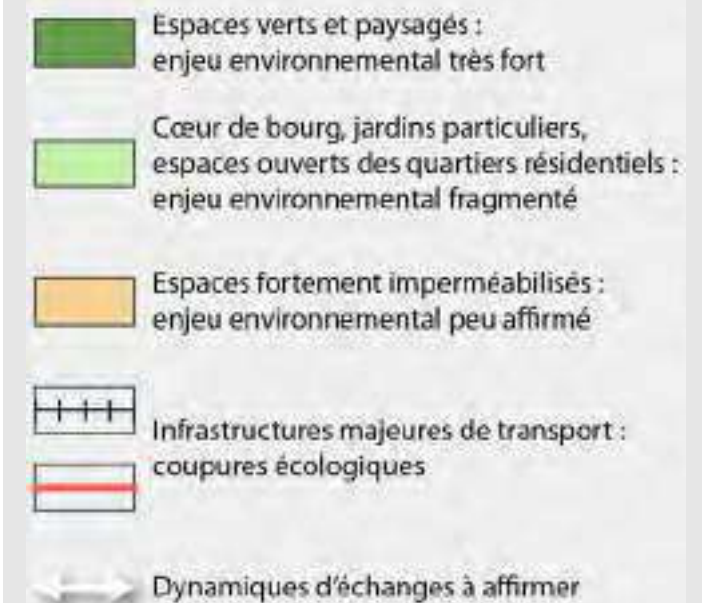 Espaces verts et paysagés :
enjeu environnemental très fort
Cœur de bourg, jardins particuliers,
espaces ouverts des quartiers résidentiels :
enjeu environnemental fragmenté
Espaces fortement imperméabilisés :
enjeu environnemental peu affirmé
Infrastructures majeures de transport :
coupures écologiques
Dynamiques d'échanges à affirmer